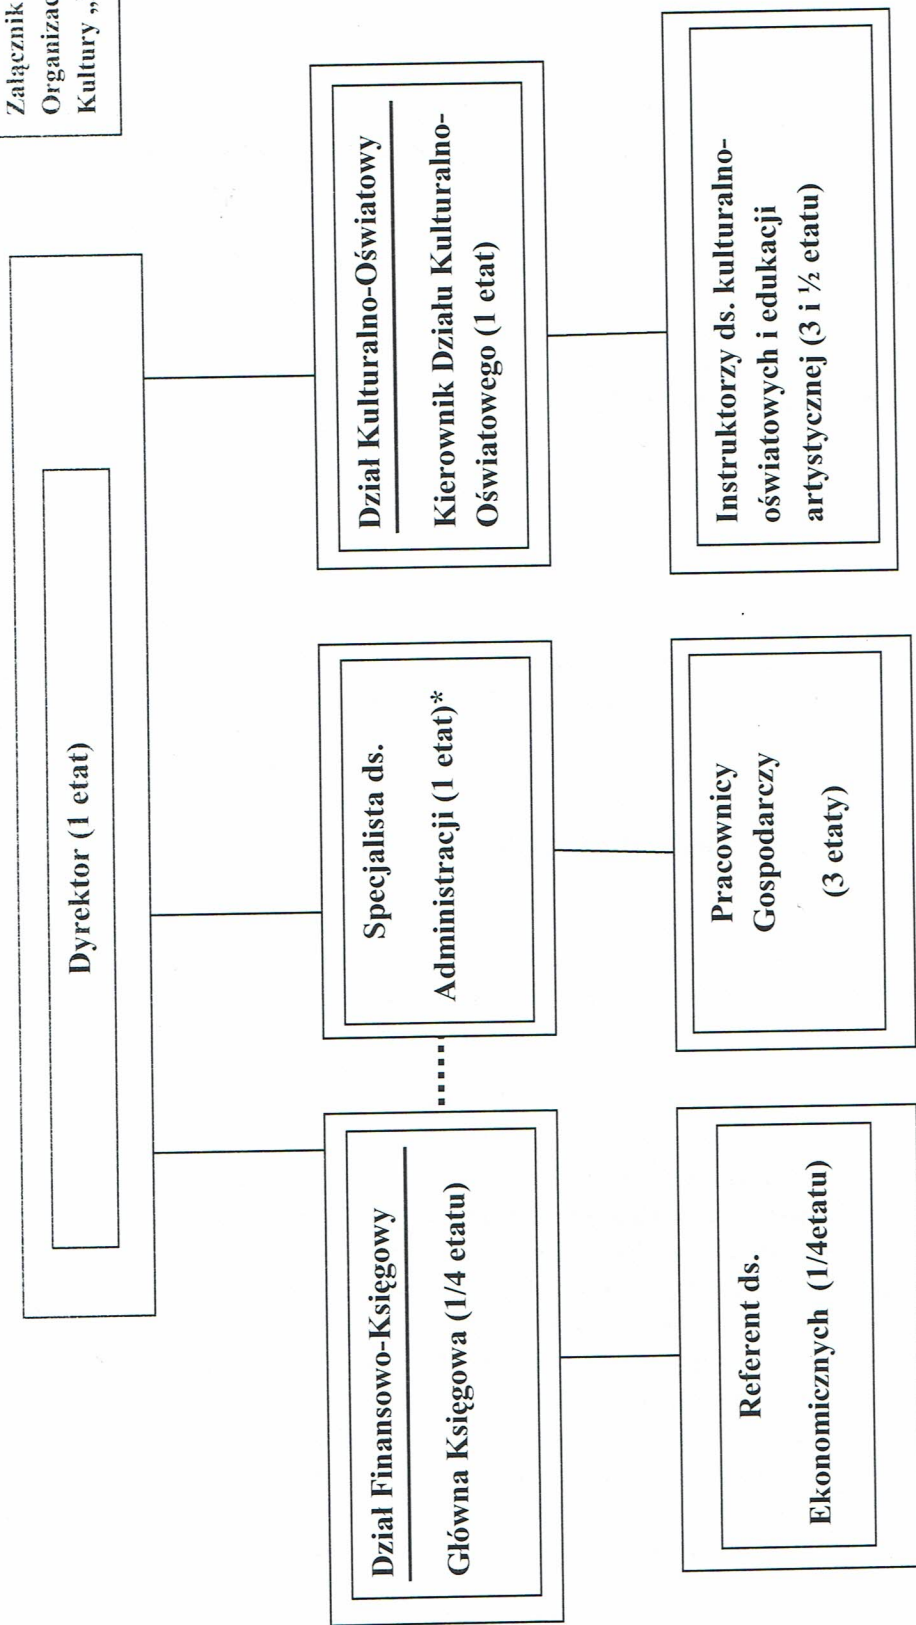 Załącznik
Kultury „
Dyrektor (1 etat)
Dział Finansowo-Księgowy
Główna Księgowa (1/4 etatu)
Specjalista ds.
Administracji (1 etat)*
Dział Kulturalno-Oświatowy
Kierownik Działu Kulturalno-
Oświatowego (1 etat)
Referent ds.
Ekonomicznych (1/4etatu)
Pracownicy
Gospodarczy
(3 etaty)
Instruktorzy ds. kulturalno-
oświatowych i edukacji
artystycznej (3 i ½ etatu)